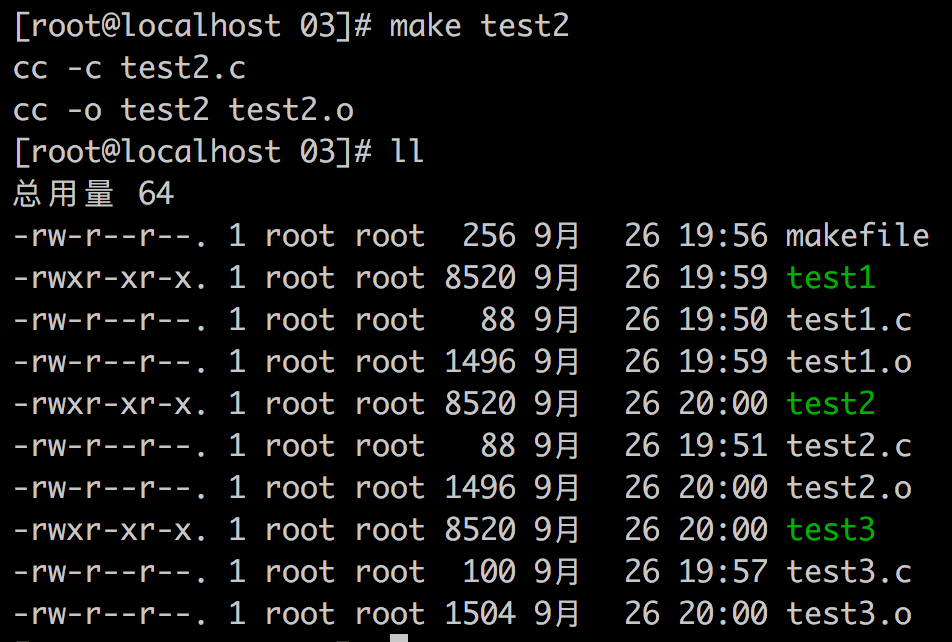 [root@localhost 03]# make test2
cc -c test2.c
cc -o test2 test2.o
[root@localhost 03]# ll
总用量 64
-rw-r--r--. 1 root root  256 9月  26 19:56 makefile
-rwxr-xr-x. 1 root root 8520 9月  26 19:59 test1
-rw-r--r--. 1 root root   88 9月  26 19:50 test1.c
-rw-r--r--. 1 root root 1496 9月  26 19:59 test1.o
-rwxr-xr-x. 1 root root 8520 9月  26 20:00 test2
-rw-r--r--. 1 root root   88 9月  26 19:51 test2.c
-rw-r--r--. 1 root root 1496 9月  26 20:00 test2.o
-rwxr-xr-x. 1 root root 8520 9月  26 20:00 test3
-rw-r--r--. 1 root root  100 9月  26 19:57 test3.c
-rw-r--r--. 1 root root 1504 9月  26 20:00 test3.o